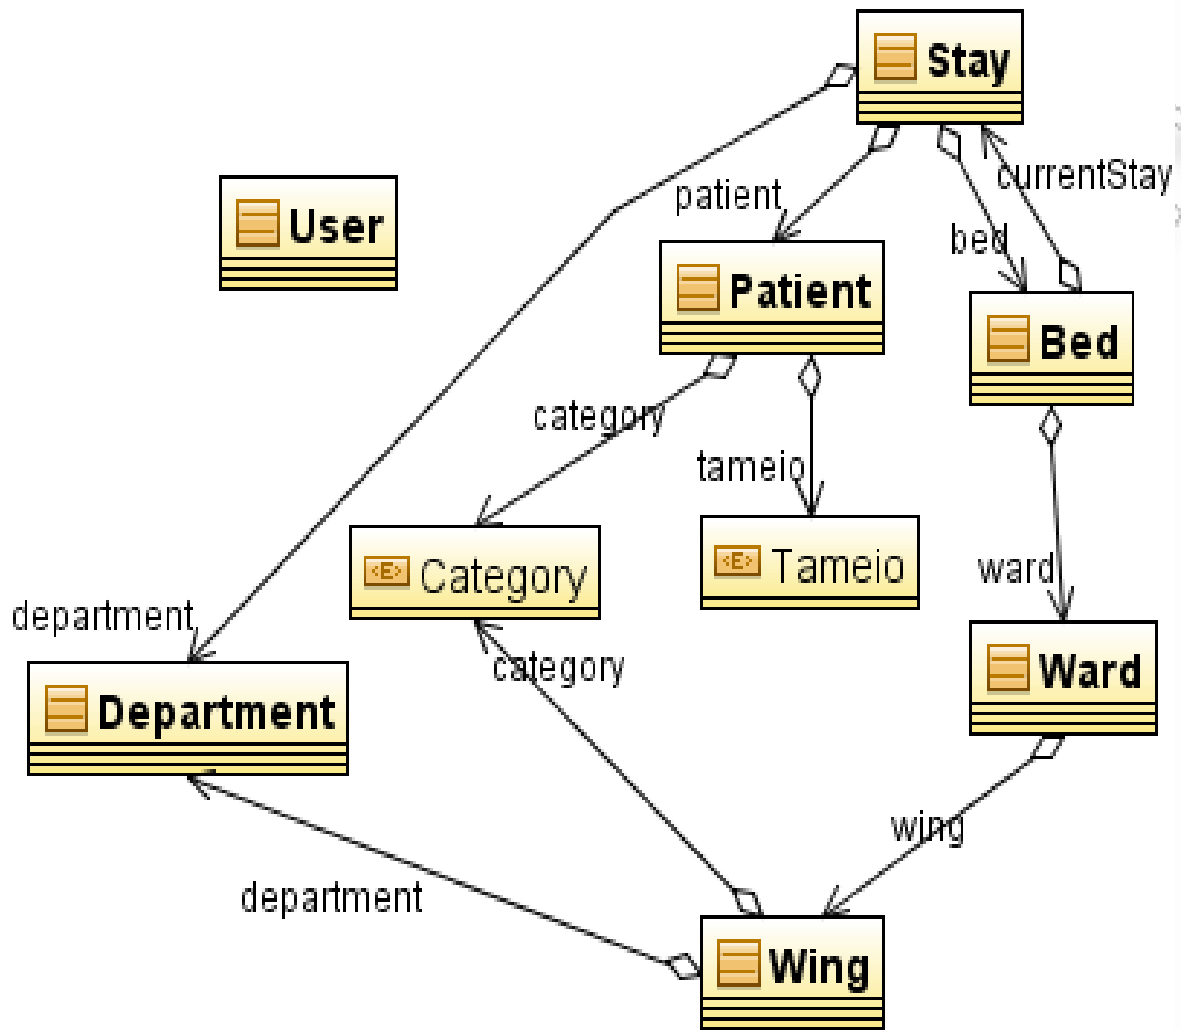 Stay
currentStay
patient
User
bed
Patient
Bed
category
tameio
<E> Category
<E> Tameio
ward
department
category
Ward
Department
wing
department
Wing